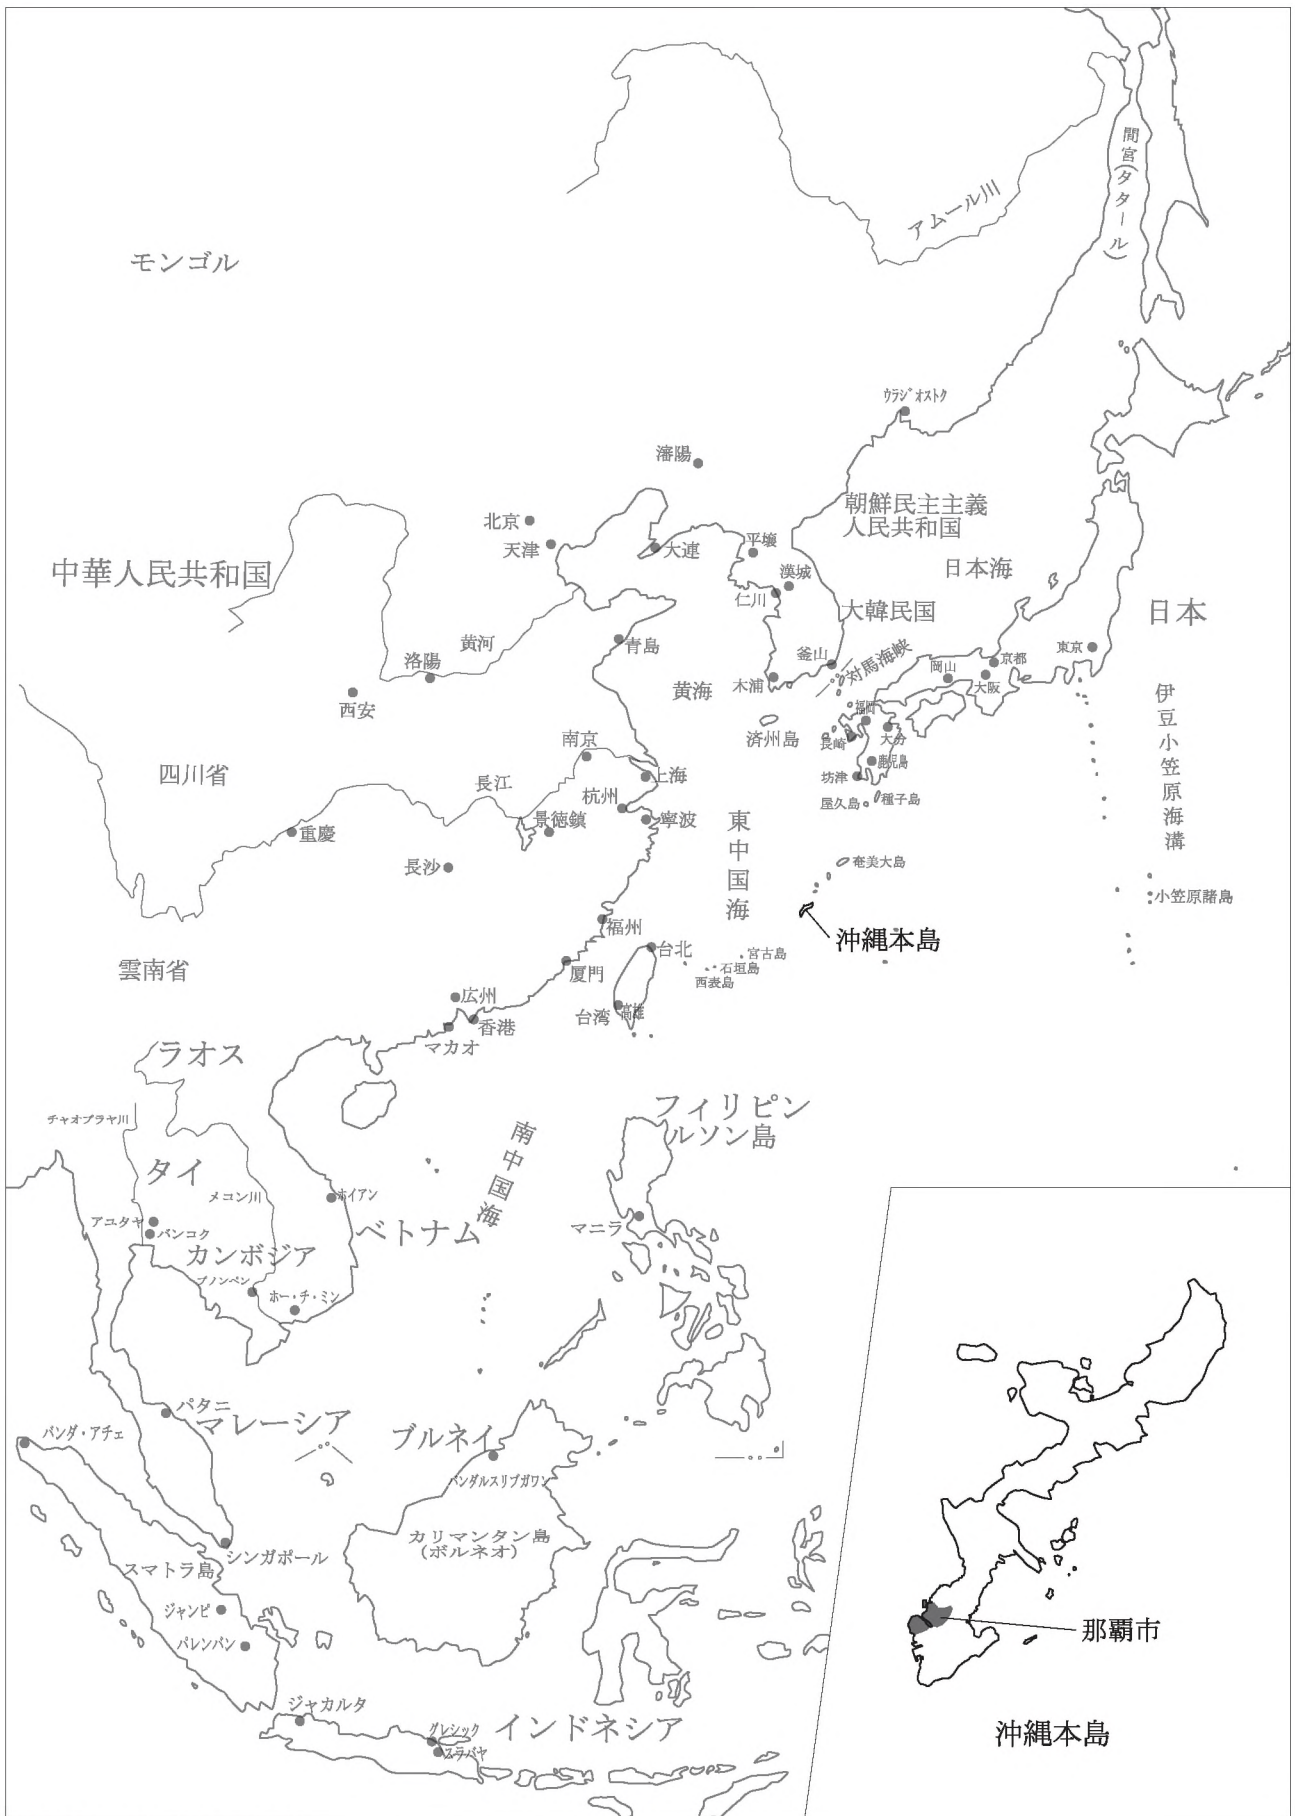 間宮(タタール)
アムール川
モンゴル
ウラジオストク
瀋陽
朝鮮民主主義
人民共和国
北京
天津
大連
平壌
漢城
仁川
中華人民共和国
日本海
大韓民国
日本
黄河
青島
洛陽
釜山
対馬海峡
岡山
京都
東京
大阪
木浦
黄海
西安
済州島
福岡
長崎
大分
鹿児島
坊津
屋久島
種子島
伊豆小笠原海溝
南京
上海
四川省
長江
杭州
景徳鎮
寧波
重慶
長沙
東中国海
奄美大島
小笠原諸島
沖縄本島
福州
台北
宮古島
石垣島
西表島
雲南省
厦門
広州
香港
マカオ
台湾
高雄
ラオス
チャオプラヤ川
フィリピン
ルソン島
南中国海
タイ
メコン川
ホイアン
ベトナム
マニラ
アユタヤ
バンコク
カンボジア
プノンペン
ホー・チ・ミン
パタニ
マレーシア
バンダ・アチェ
ブルネイ
バンダルスリブガワン
カリマンタン島
(ボルネオ)
シンガポール
スマトラ島
ジャンビ
パレンバン
ジャカルタ
グレシック
スラバヤ
インドネシア
那覇市
沖縄本島